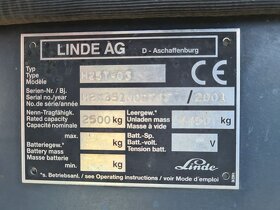 LINDE AG
D - Aschaffenburg
Typ
Type
Modèle
CE
Serien-Nr. / Bj.
Serial no./year
No de série/année
/ 2001
Nenn-Tragfähigk.
Rated capacity
Capacité nominale
2500 kg
Leergew.*
Unladen mass
Masse à vide
kg
Batteriegew.*
Battery mass
Masse batterie
kg
Batt.-Sp.
Batt.-volt.
Tension batt.
V
*s. Betriebsanl. / see Operating instructions / voir Mode d'emploi
Linde